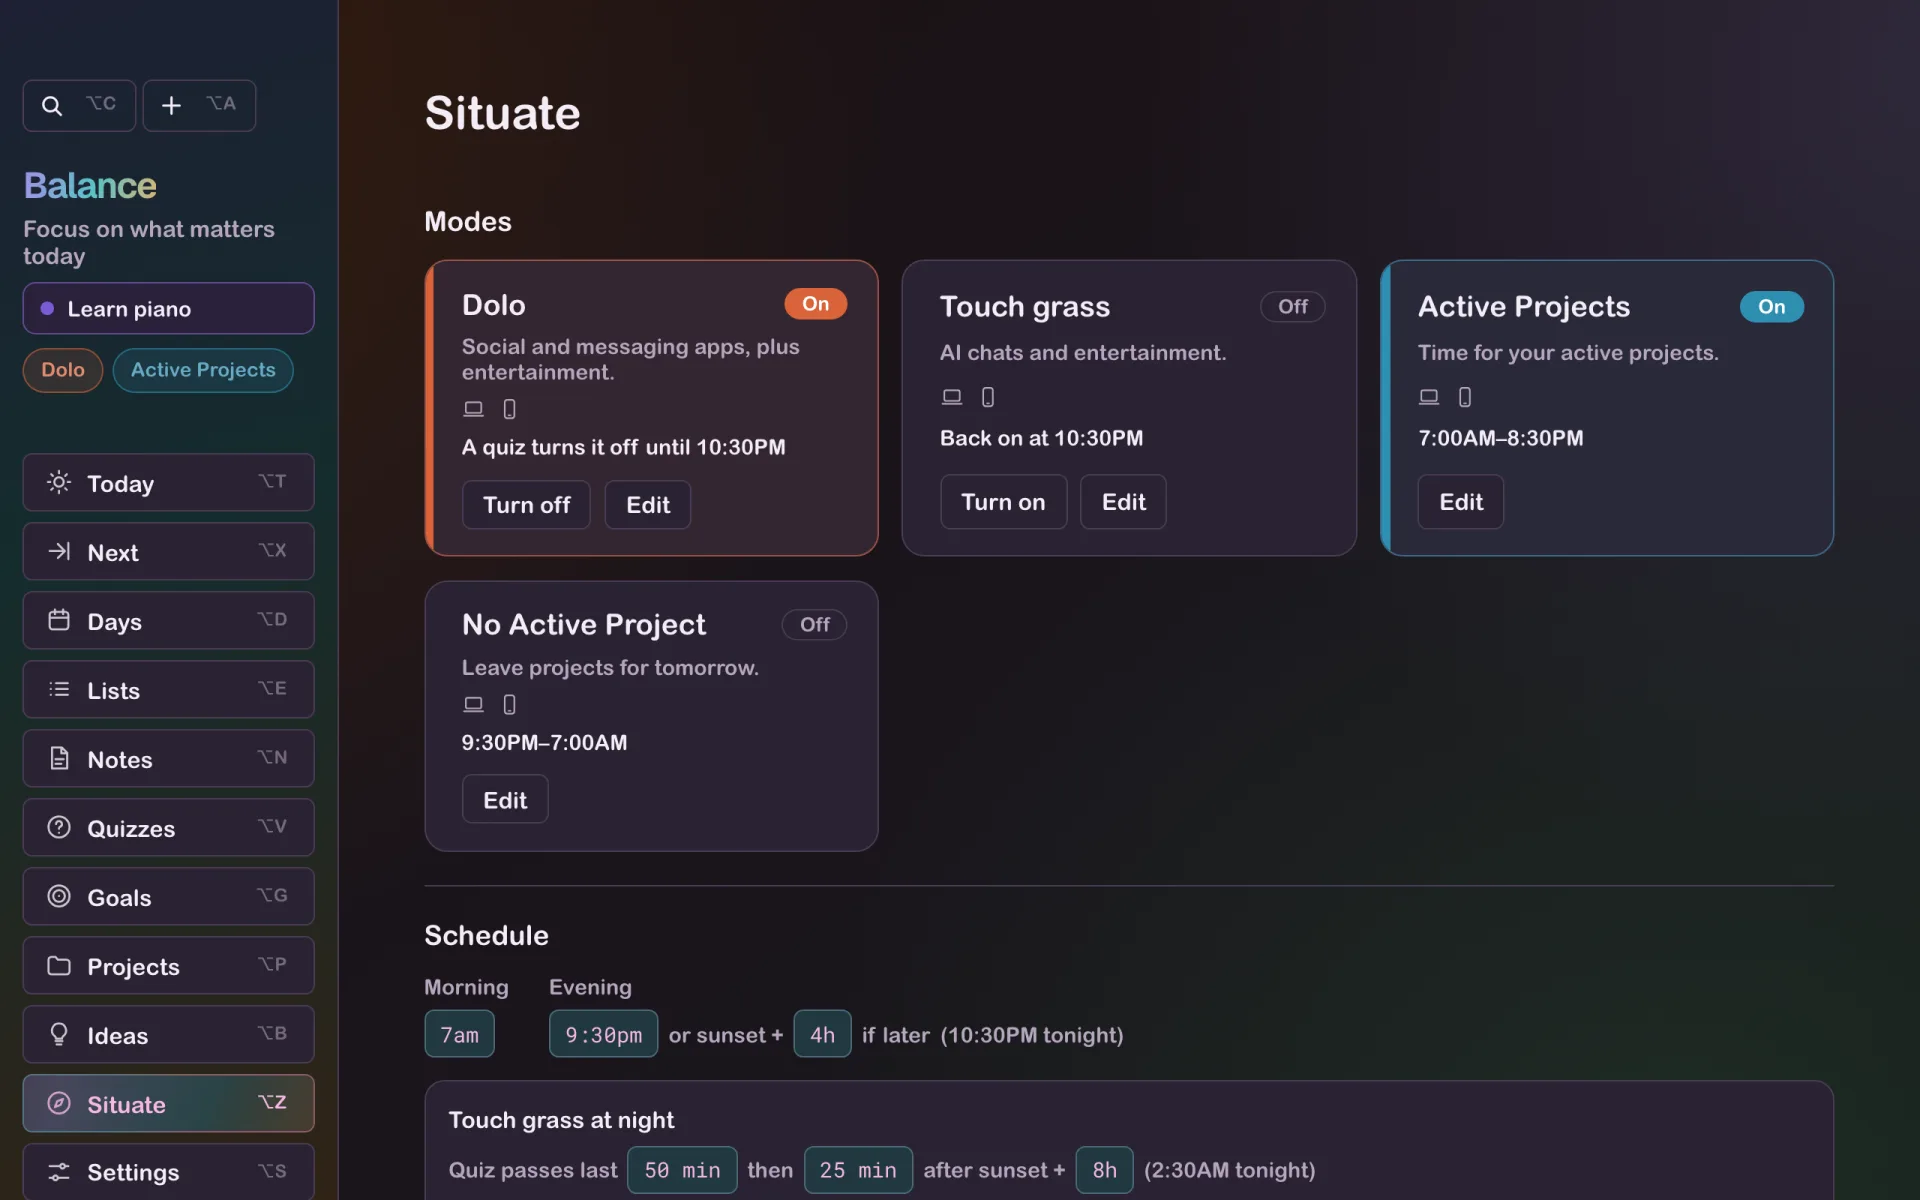 ⌥C
⌥A
Balance
Focus on what matters
today
Learn piano
Dolo
Active Projects
Today ⌥T
Next ⌥X
Days ⌥D
Lists ⌥E
Notes ⌥N
Quizzes ⌥V
Goals ⌥G
Projects ⌥P
Ideas ⌥B
Situate ⌥Z
Settings ⌥S
Situate
Modes
Dolo
On
Social and messaging apps, plus
entertainment.
A quiz turns it off until 10:30PM
Turn off
Edit
Touch grass
Off
AI chats and entertainment.
Back on at 10:30PM
Turn on
Edit
Active Projects
On
Time for your active projects.
7:00AM–8:30PM
Edit
No Active Project
Off
Leave projects for tomorrow.
9:30PM–7:00AM
Edit
Schedule
Morning
7am
Evening
9:30pm or sunset + 4h if later (10:30PM tonight)
Touch grass at night
Quiz passes last 50 min then 25 min after sunset + 8h (2:30AM tonight)